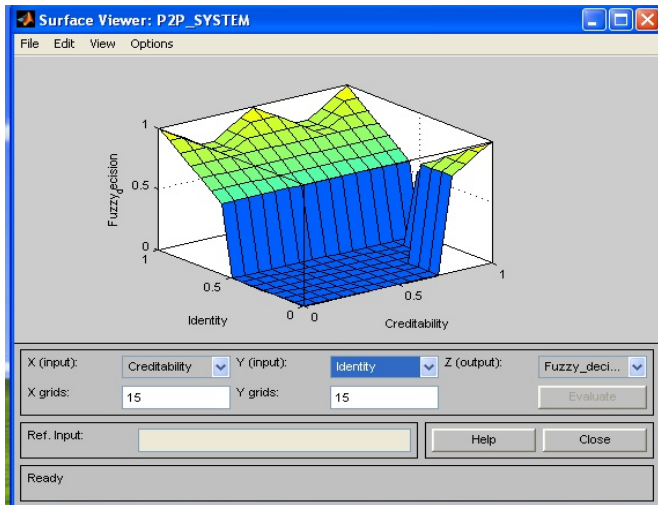 Surface Viewer: P2P_SYSTEM
File Edit View Options
1
0.5
0
Fuzzy_decision
1
0.5
0
Identity
0
0.5
1
Creditability
X (input): Creditability Y (input): Identity Z (output): Fuzzy_deci...
X grids: 15 Y grids: 15 Evaluate
Ref. Input: Help Close
Ready